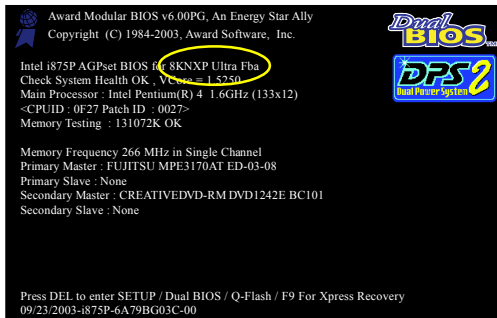 Award Modular BIOS v6.00PG, An Energy Star Ally
Copyright (C) 1984-2003, Award Software, Inc.
Dual
BIOS
TM
Intel i875P AGPset BIOS for 8KNXP Ultra Fba
Check System Health OK , VCore = 1.5250
Main Processor : Intel Pentium(R) 4 1.6GHz (133x12)
<CPUID : 0F27 Patch ID : 0027>
Memory Testing : 131072K OK
DPS2
Dual Power System
Memory Frequency 266 MHz in Single Channel
Primary Master : FUJITSU MPE3170AT ED-03-08
Primary Slave : None
Secondary Master : CREATIVEDVD-RM DVD1242E BC101
Secondary Slave : None
Press DEL to enter SETUP / Dual BIOS / Q-Flash / F9 For Xpress Recovery
09/23/2003-i875P-6A79BG03C-00